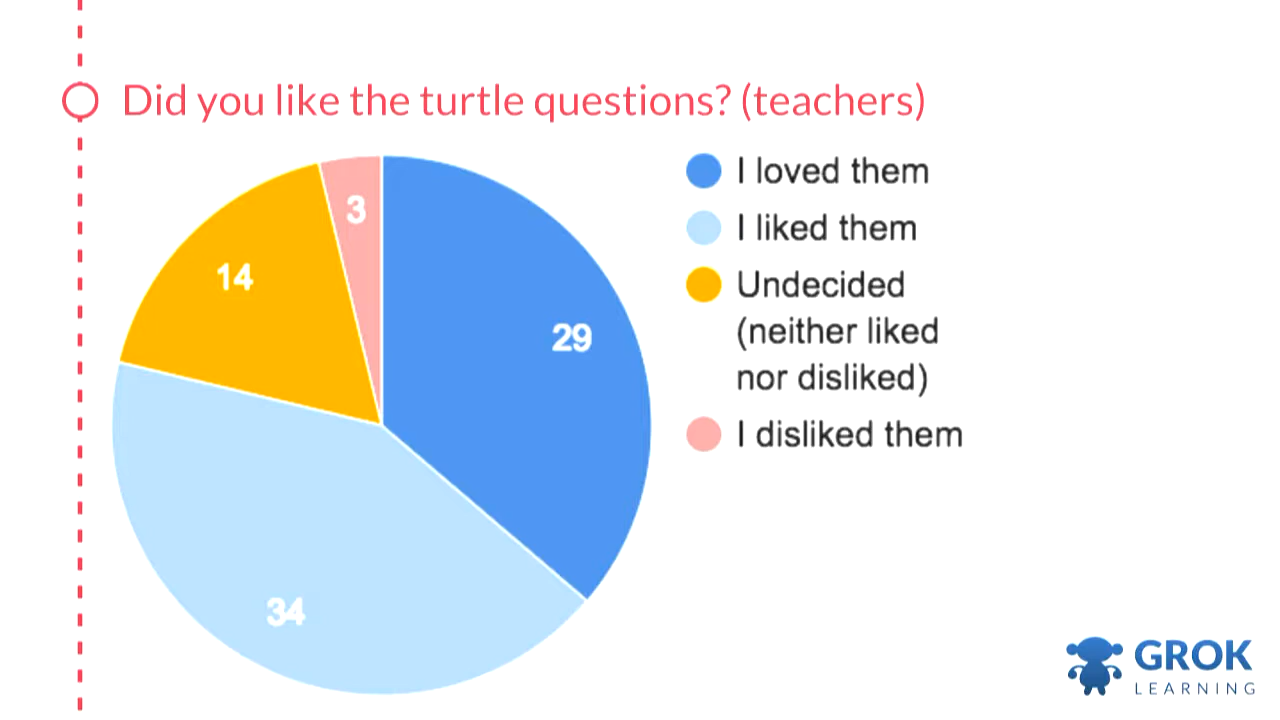 Did you like the turtle questions? (teachers)
3
14
29
34
I loved them
I liked them
Undecided
(neither liked
nor disliked)
I disliked them
GROK
LEARNING